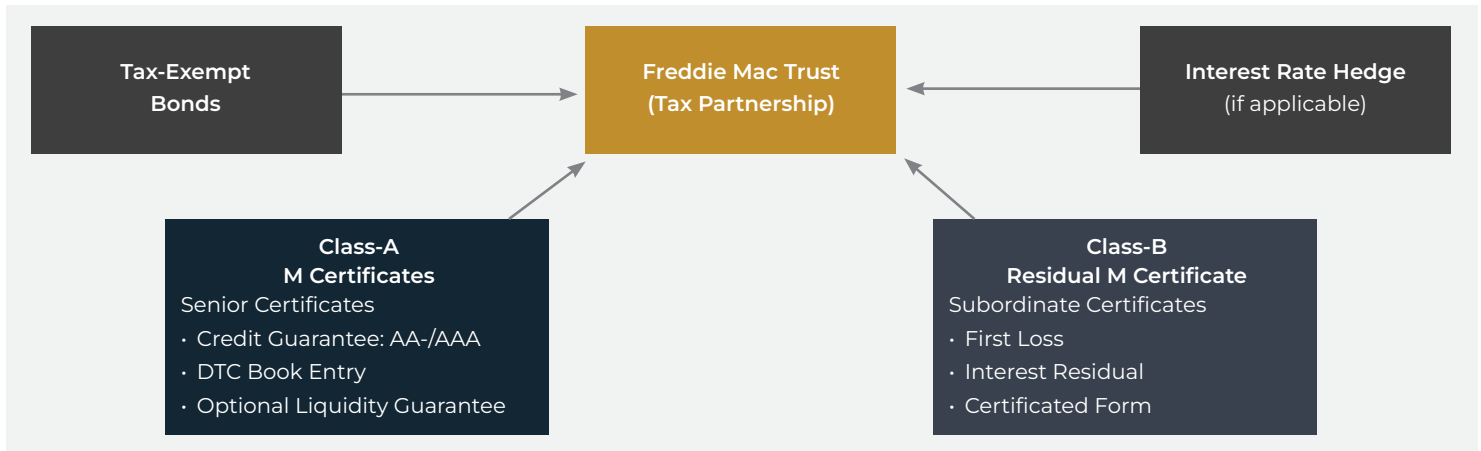 Tax-Exempt
Bonds
Freddie Mac Trust
(Tax Partnership)
Interest Rate Hedge
(if applicable)
Class-A
M Certificates
Senior Certificates
• Credit Guarantee: AA-/AAA
• DTC Book Entry
• Optional Liquidity Guarantee
Class-B
Residual M Certificate
Subordinate Certificates
• First Loss
• Interest Residual
• Certificated Form